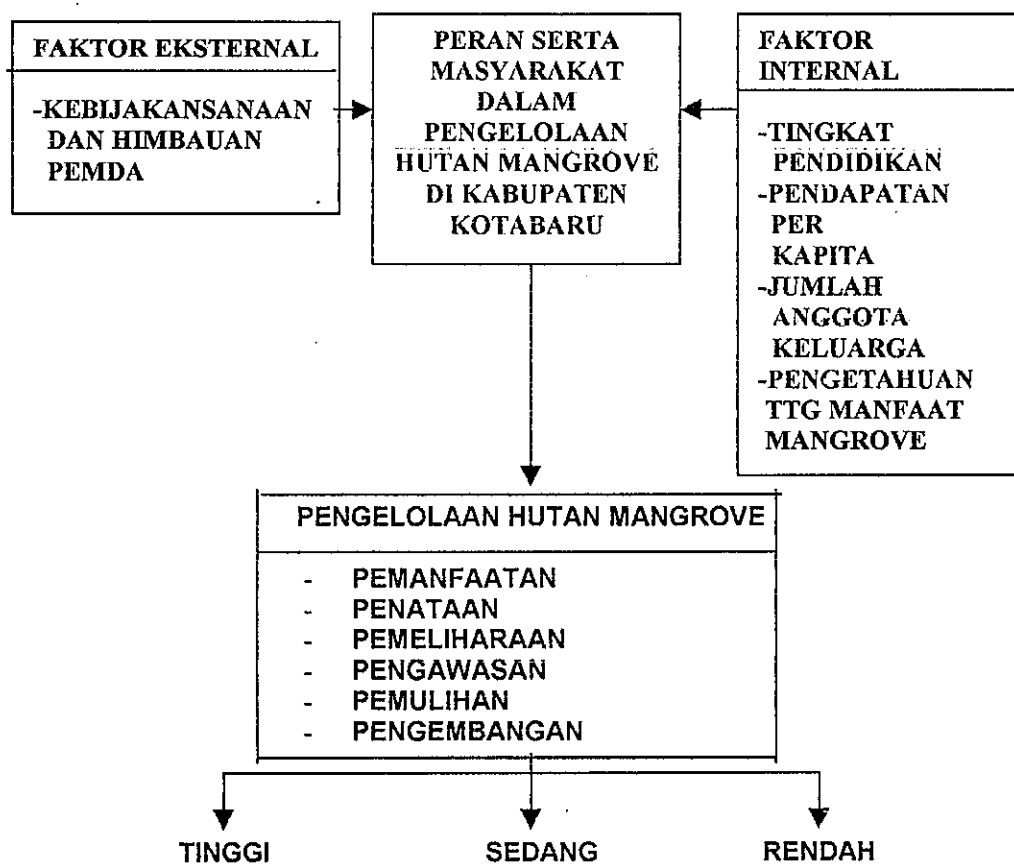 FAKTOR EKSTERNAL
-KEBIJAKANSANAAN
DAN HIMBAUAN
PEMDA
PERAN SERTA
MASYARAKAT
DALAM
PENGELOLAAN
HUTAN MANGROVE
DI KABUPATEN
KOTABARU
FAKTOR
INTERNAL
-TINGKAT
PENDIDIKAN
-PENDAPATAN
PER
KAPITA
-JUMLAH
ANGGOTA
KELUARGA
-PENGETAHUAN
TTG MANFAAT
MANGROVE
PENGELOLAAN HUTAN MANGROVE
- PEMANFAATAN
- PENATAAN
- PEMELIHARAAN
- PENGAWASAN
- PEMULIHAN
- PENGEMBANGAN
TINGGI SEDANG RENDAH